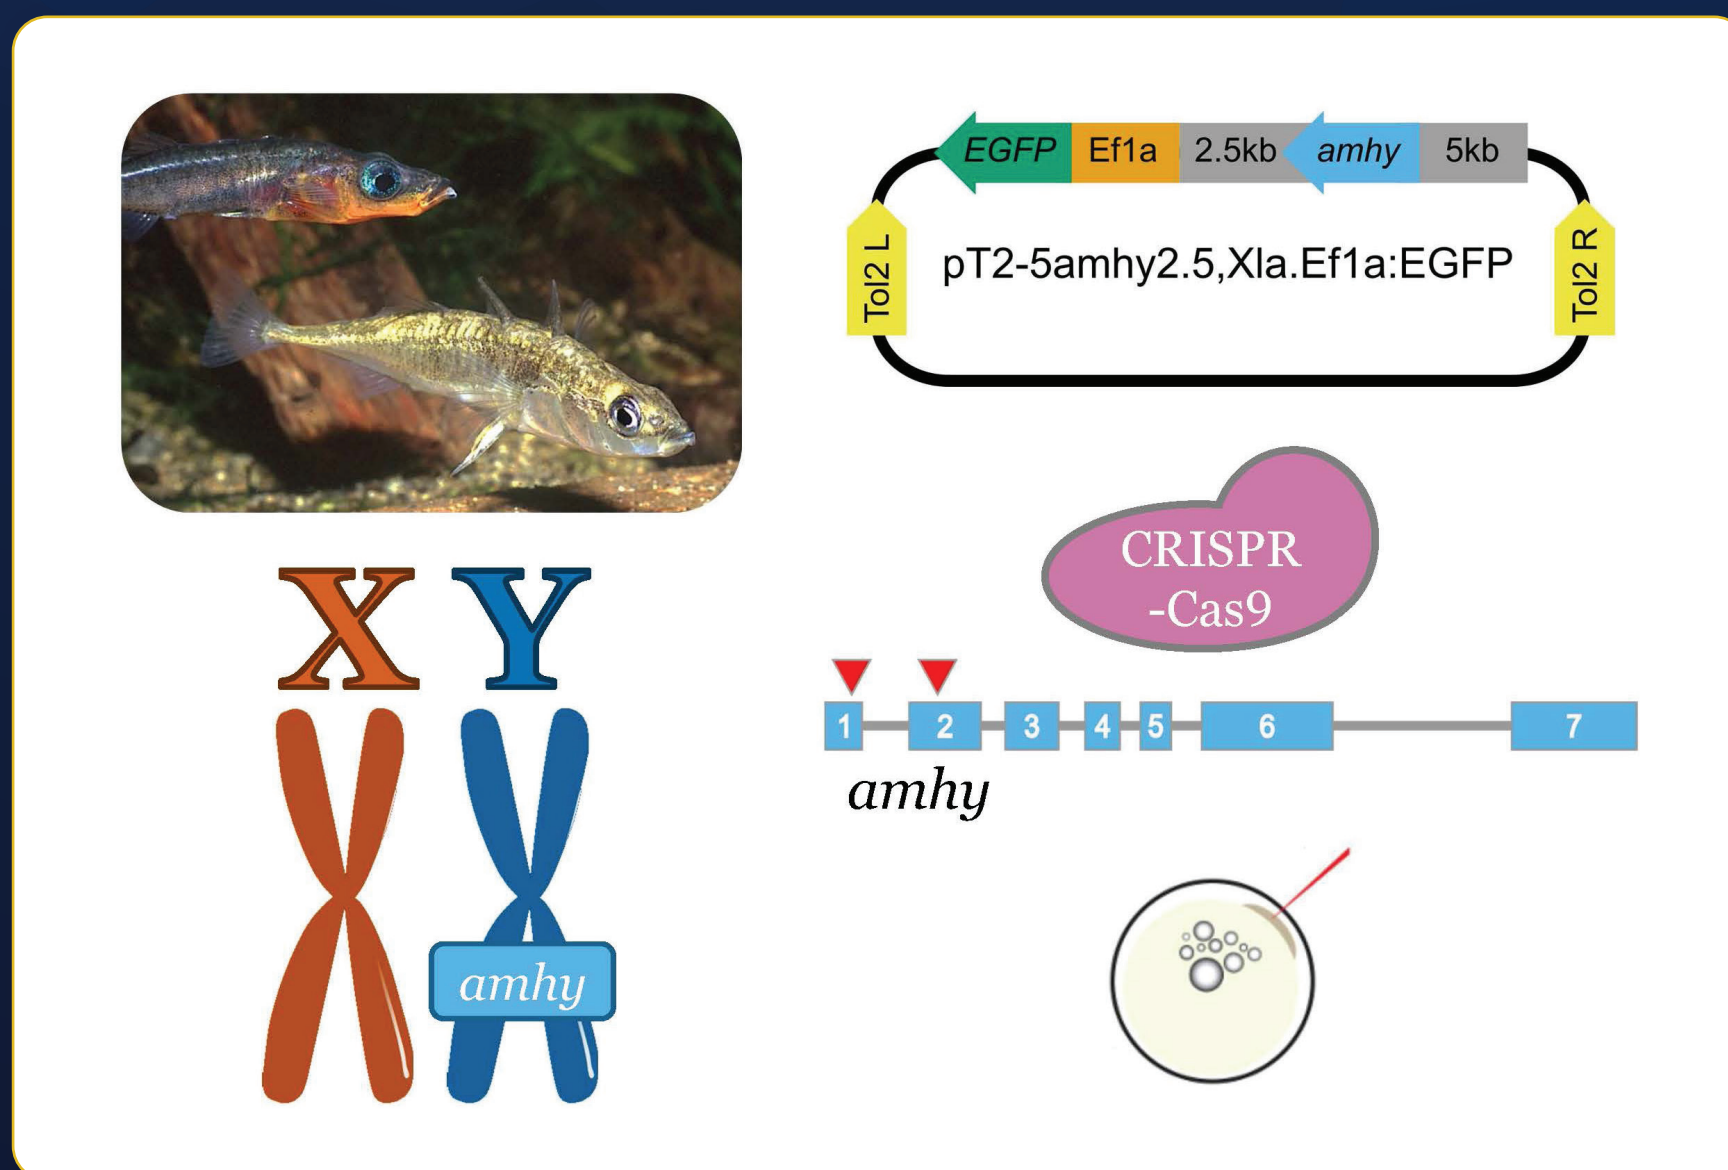 EGFP Ef1a 2.5kb amhy 5kb
Tol2 L
pT2-5amhy2.5,Xla.Ef1a:EGFP
Tol2 R
CRISPR
-Cas9
X Y
1 2 3 4 5 6 7
amhy
amhy